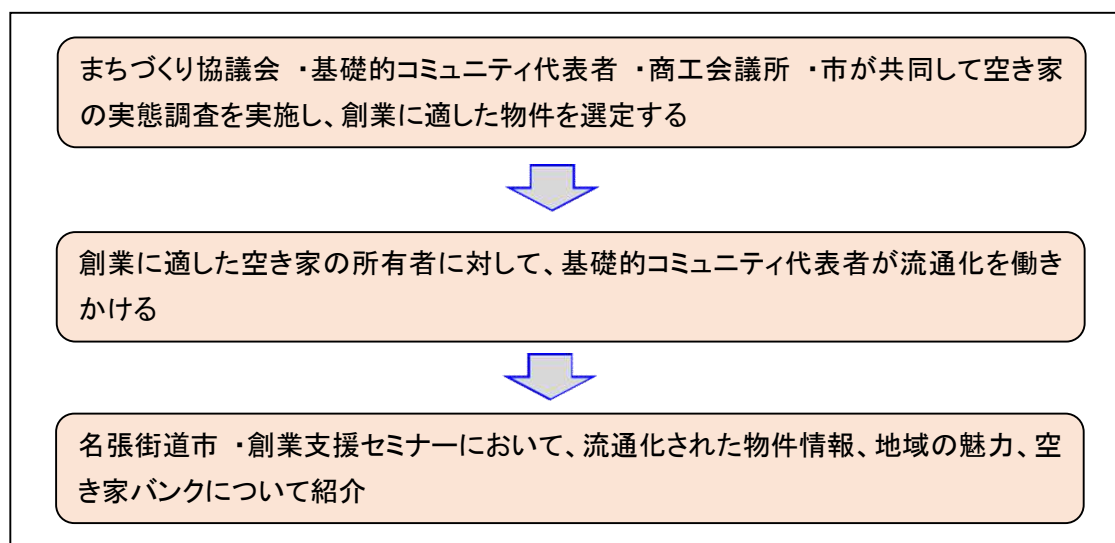 まちづくり協議会 ・基礎的コミュニティ代表者 ・商工会議所 ・市が共同して空き家
の実態調査を実施し、創業に適した物件を選定する
創業に適した空き家の所有者に対して、基礎的コミュニティ代表者が流通化を働き
かける
名張街道市 ・創業支援セミナーにおいて、流通化された物件情報、地域の魅力、空
き家バンクについて紹介